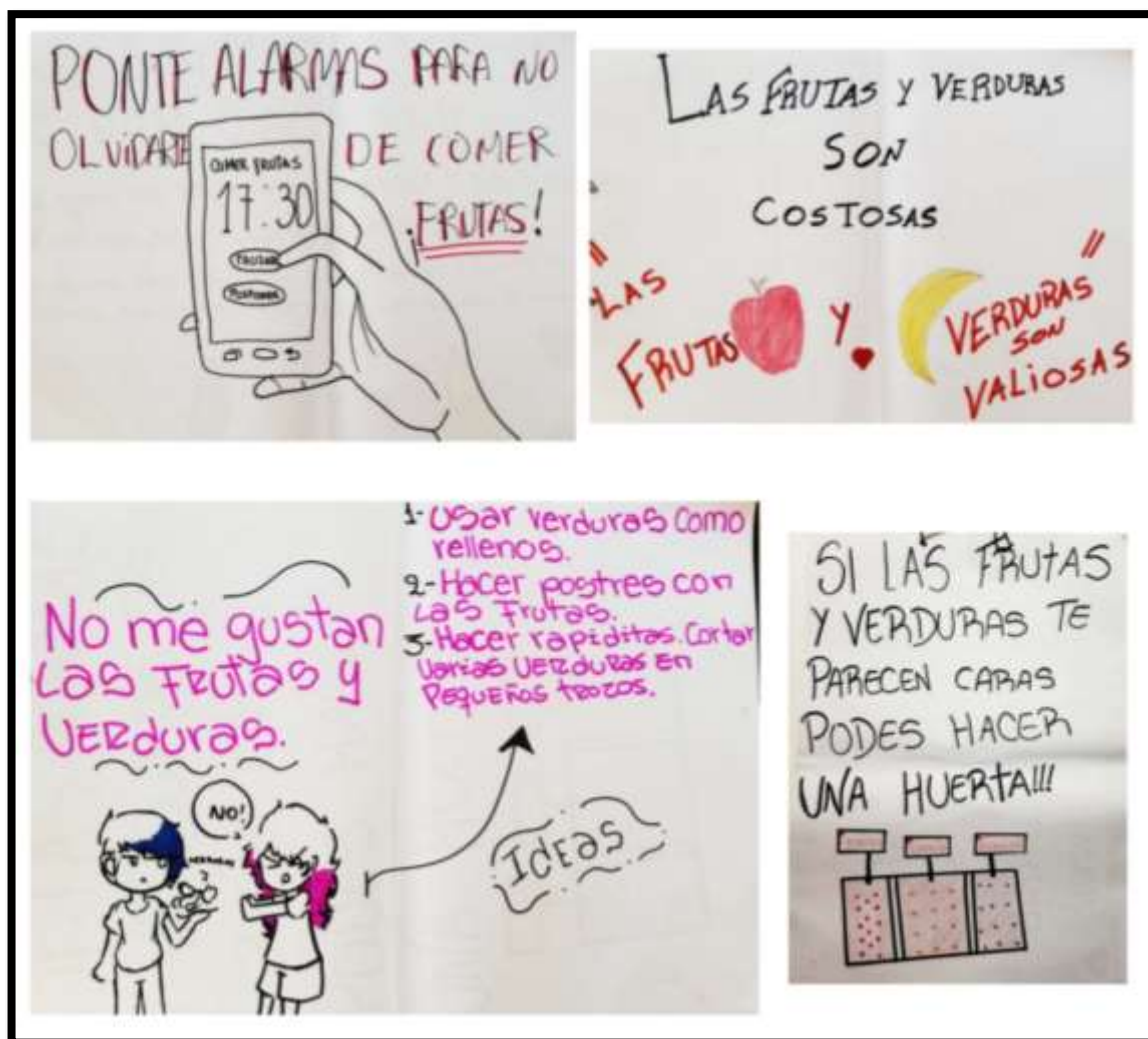 PONTE ALARMAS PARA NO
OLVIDARTE DE COMER
¡FRUTAS!
COMER FRUTAS
17:30
POSPONER
LAS FRUTAS Y VERDURAS
SON
COSTOSAS
"LAS
FRUTAS Y
VERDURAS"
SON
VALIOSAS
No me gustan
Las Frutas y
VERduras.
NO!
1- Usar verduras como
rellenos.
2- Hacer postres con
Las Frutas.
3- Hacer rapiditas. Cortar
Varias VERduras En
Pequeños trozos.
IdEas
SI LAS FRUTAS
Y VERDURAS TE
PARECEN CARAS
PODES HACER
UNA HUERTA!!!